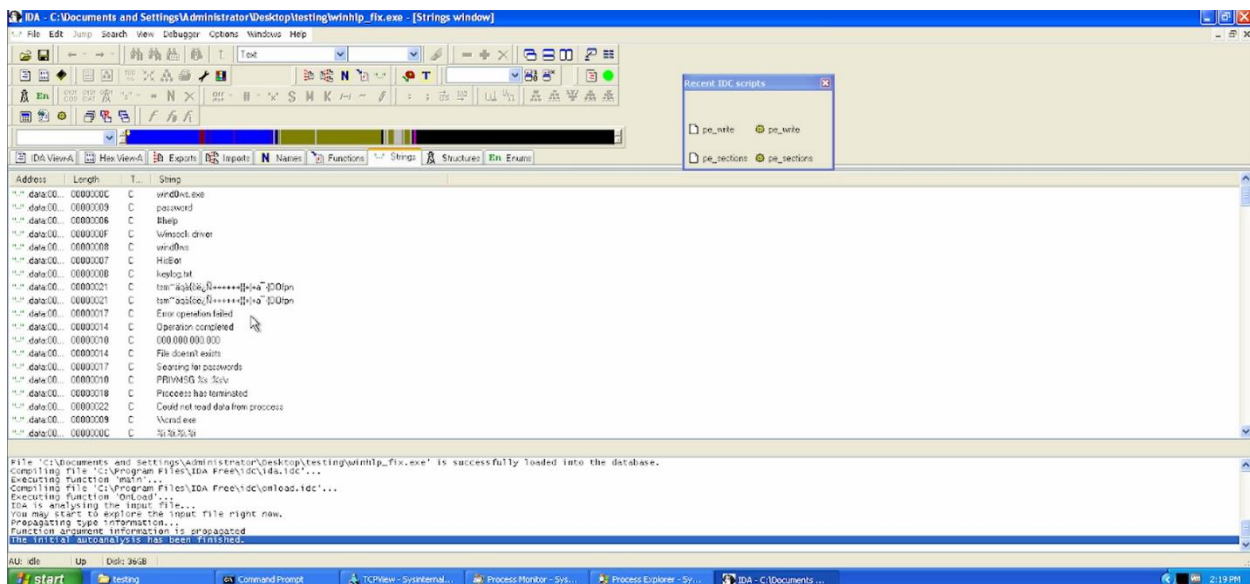 IDA - C:\Documents and Settings\Administrator\Desktop\testing\winhlp_fix.exe - [Strings window]
File Edit Jump Search View Debugger Options Windows Help
Text
Recent IDC scripts
pe_write pe_write
pe_sections pe_sections
IDA View-A Hex View-A Exports Imports N Names Functions Strings Structures En Enums
Address Length T... String
.data:00... 0000000C C wind0ws.exe
.data:00... 00000009 C password
.data:00... 00000006 C #help
.data:00... 0000000F C Winsock driver
.data:00... 00000008 C wind0ws
.data:00... 00000007 C
.data:00... 0000000B C keylog.txt
.data:00... 00000021 C
.data:00... 00000021 C
.data:00... 00000017 C Error operation failed
.data:00... 00000014 C Operation completed
.data:00... 00000010 C 000.000.000.000
.data:00... 00000014 C File doesn't exists
.data:00... 00000017 C Searsing for passwords
.data:00... 00000010 C PRIVMSG
.data:00... 00000018 C Proccess has terminated
.data:00... 00000022 C Could not read data from proccess
.data:00... 00000009 C \\cmd.exe
.data:00... 0000000C C %i.%i.%i.%i
File 'C:\Documents and Settings\Administrator\Desktop\testing\winhlp_fix.exe' is successfully loaded into the database.
Compiling file 'C:\Program Files\IDA Free\idc\ida.idc'...
Executing function 'main'...
Compiling file 'C:\Program Files\IDA Free\idc\onload.idc'...
Executing function 'OnLoad'...
IDA is analysing the input file...
You may start to explore the input file right now.
Propagating type information...
Function argument information is propagated
The initial autoanalysis has been finished.
AU: idle Up Disk: 36GB
start testing Command Prompt TCPView - Sysinternal... Process Monitor - Sys... Process Explorer - Sy... IDA - C:\Documents ... 2:19 PM